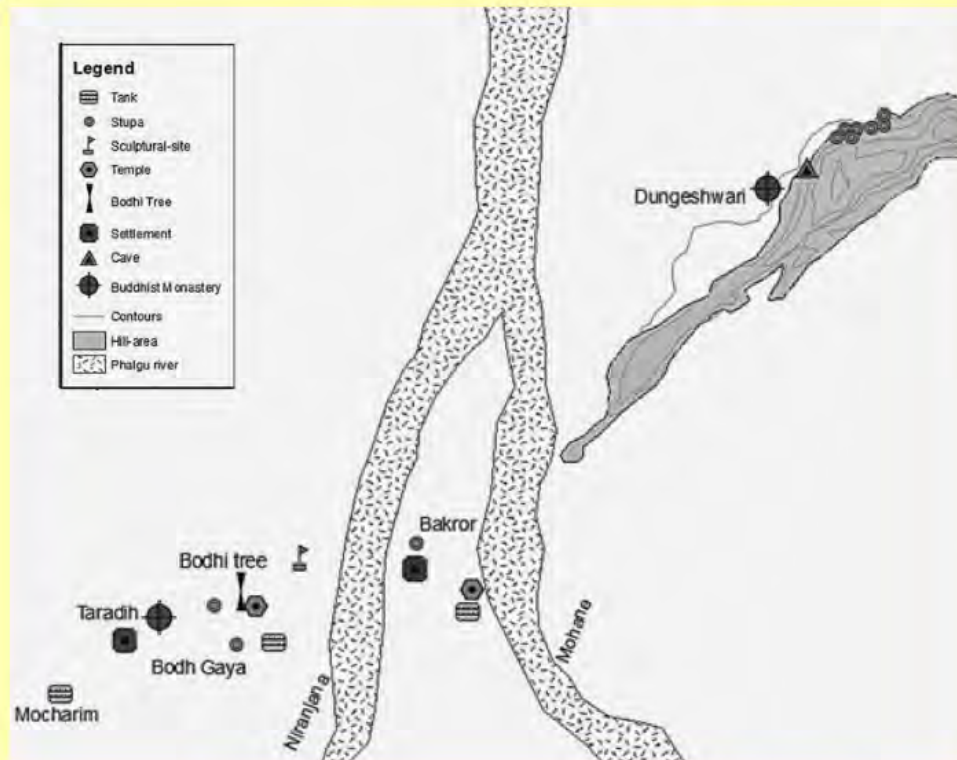 Legend
Tank
Stupa
Sculptural-site
Temple
Bodhi Tree
Settlement
Cave
Buddhist Monastery
Contours
Hill-area
Phalgu river
Dungeshwari
Bakror
Bodhi tree
Taradih
Bodh Gaya
Mocharim
Niranjana
Mohane